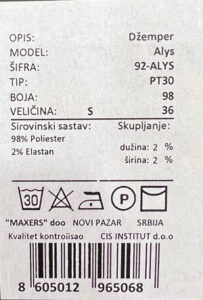 OPIS: Džemper
MODEL: Alys
ŠIFRA: 92-ALYS
TIP: PT30
BOJA: 98
VELIČINA: S 36
Sirovinski sastav: Skupljanje:
98% Poliester dužina: 2 %
2% Elastan širina: 2 %
30 P
"MAXERS" doo NOVI PAZAR SRBIJA
Kvalitet kontroiisao CIS INSTITUT d.o.o
8 605012 965068